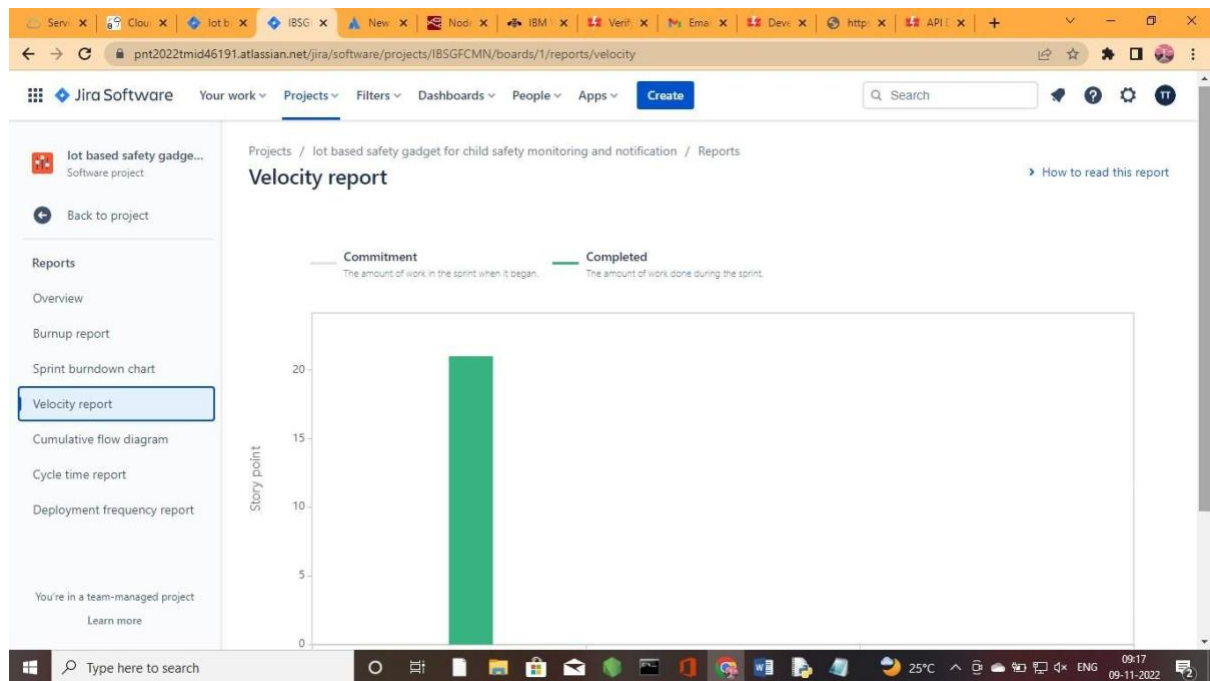 Serv
Clou
Iot b
IBSG
New
Node
IBM
Verify
Emai
Deve
http:
API (
pnt2022tmid46191.atlassian.net/jira/software/projects/IBSGFCMN/boards/1/reports/velocity
Jira Software Your work Projects Filters Dashboards People Apps Create Search TT
Iot based safety gadge...
Software project
Back to project
Reports
Overview
Burnup report
Sprint burndown chart
Velocity report
Cumulative flow diagram
Cycle time report
Deployment frequency report
You're in a team-managed project
Learn more
Projects / Iot based safety gadget for child safety monitoring and notification / Reports
Velocity report
How to read this report
Commitment
The amount of work in the sprint when it began.
Completed
The amount of work done during the sprint.
Story point
20
15
10
5
0
Type here to search
25°C
ENG
09:17
09-11-2022
2